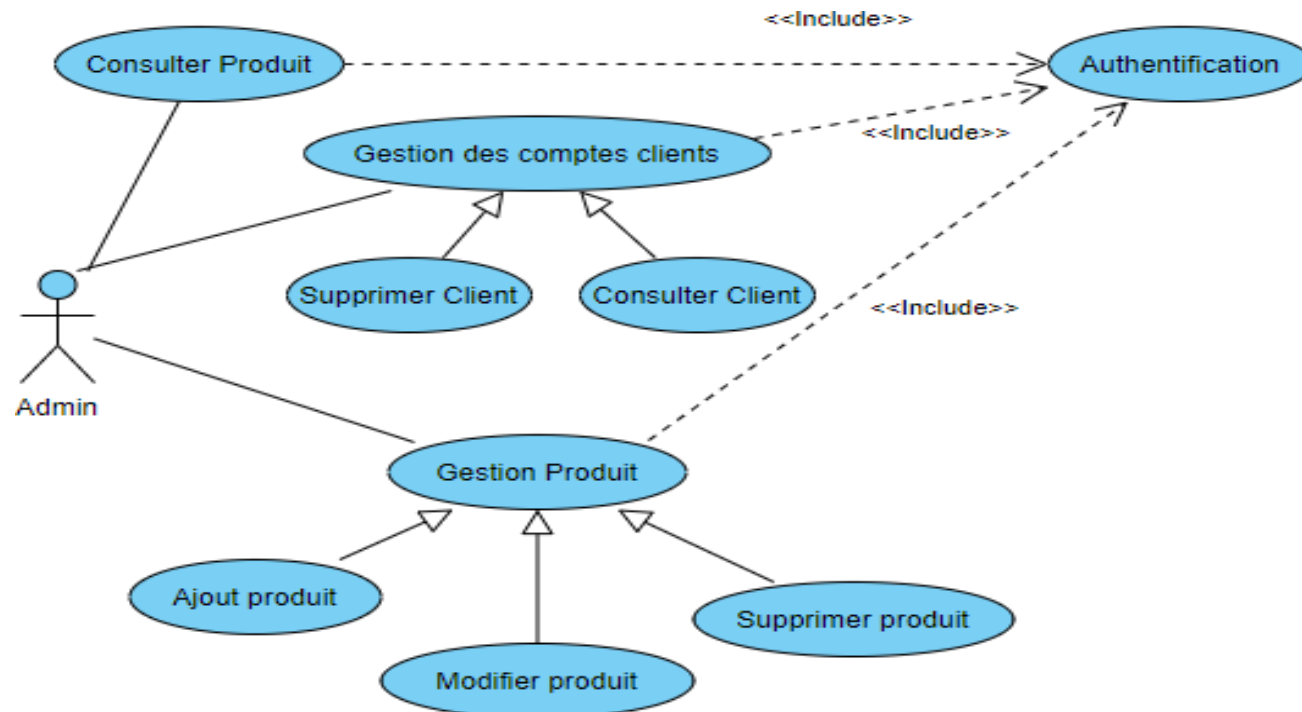 <<Include>>
Consulter Produit
Authentification
<<Include>>
Gestion des comptes clients
Supprimer Client
Consulter Client
<<Include>>
Admin
Gestion Produit
Ajout produit
Supprimer produit
Modifier produit